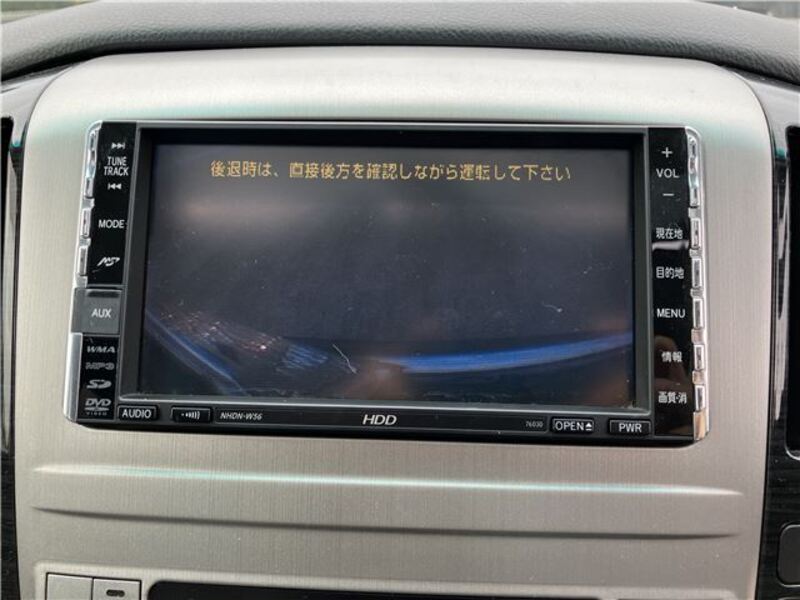 後退時は、直接後方を確認しながら運転して下さい
TUNE
TRACK
MODE
AUX
WMA
MP3
SD
DVD
VIDEO
+
VOL
−
現在地
目的地
MENU
情報
画質・消
AUDIO
NHDN-W56
HDD
76030
OPEN
PWR